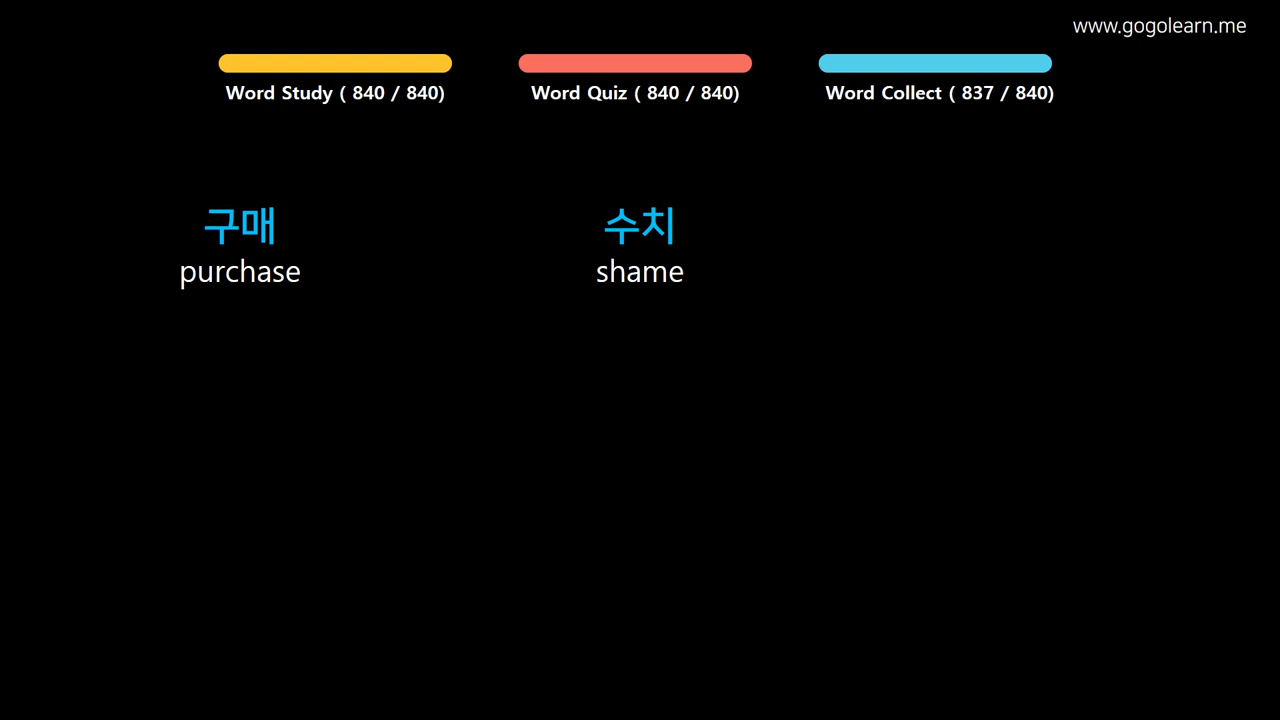 www.gogolearn.me
Word Study ( 840 / 840)
Word Quiz ( 840 / 840)
Word Collect ( 837 / 840)
구매
purchase
수치
shame